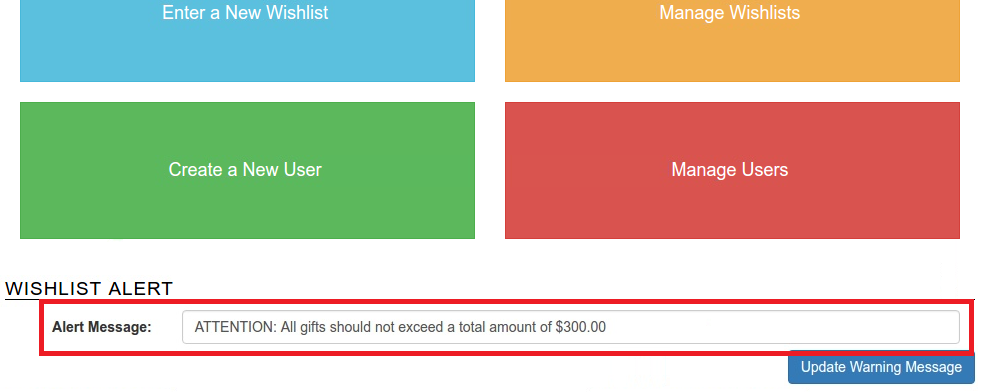 Enter a New Wishlist
Manage Wishlists
Create a New User
Manage Users
WISHLIST ALERT
Alert Message:
ATTENTION: All gifts should not exceed a total amount of $300.00
Update Warning Message